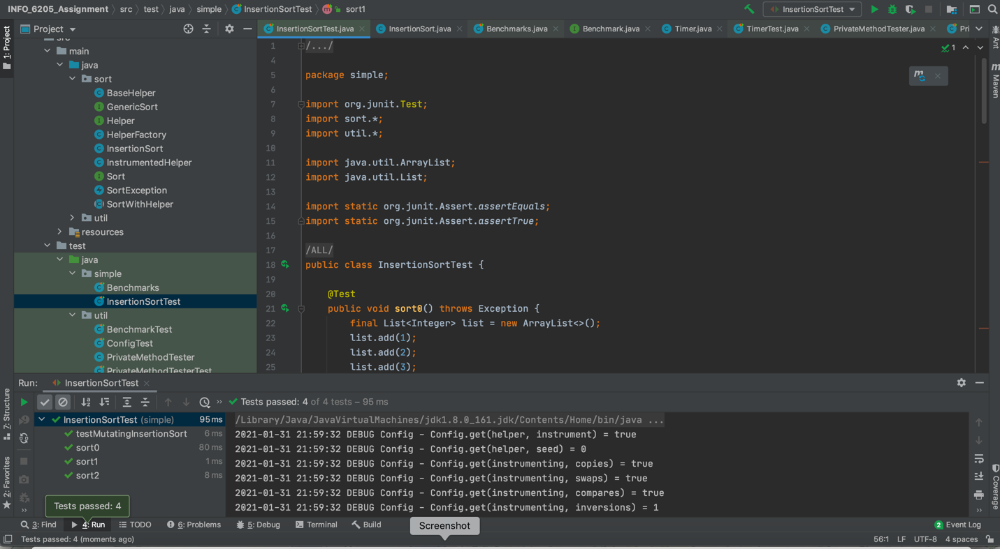 INFO_6205_Assignment src test java simple InsertionSortTest sort1 InsertionSortTest
1: Project
Project
InsertionSortTest.java InsertionSort.java Benchmarks.java Benchmark.java Timer.java TimerTest.java PrivateMethodTester.java Pri
src
main
java
sort
BaseHelper
GenericSort
Helper
HelperFactory
InsertionSort
InstrumentedHelper
Sort
SortException
SortWithHelper
util
resources
test
java
simple
Benchmarks
InsertionSortTest
util
BenchmarkTest
ConfigTest
PrivateMethodTester
PrivateMethodTesterTest
1 /.../
4
5 package simple;
6
7 import org.junit.Test;
8 import sort.*;
9 import util.*;
10
11 import java.util.ArrayList;
12 import java.util.List;
13
14 import static org.junit.Assert.assertEquals;
15 import static org.junit.Assert.assertTrue;
16
17 /ALL/
18 public class InsertionSortTest {
19
20 @Test
21 public void sort0() throws Exception {
22 final List<Integer> list = new ArrayList<>();
23 list.add(1);
24 list.add(2);
25 list.add(3);
1
m
Ant
m Maven
Coverage
Run: InsertionSortTest
Tests passed: 4 of 4 tests – 95 ms
InsertionSortTest (simple) 95 ms
testMutatingInsertionSort 6 ms
sort0 80 ms
sort1 1 ms
sort2 8 ms
/Library/Java/JavaVirtualMachines/jdk1.8.0_161.jdk/Contents/Home/bin/java ...
2021-01-31 21:59:32 DEBUG Config - Config.get(helper, instrument) = true
2021-01-31 21:59:32 DEBUG Config - Config.get(helper, seed) = 0
2021-01-31 21:59:32 DEBUG Config - Config.get(instrumenting, copies) = true
2021-01-31 21:59:32 DEBUG Config - Config.get(instrumenting, swaps) = true
2021-01-31 21:59:32 DEBUG Config - Config.get(instrumenting, compares) = true
2021-01-31 21:59:32 DEBUG Config - Config.get(instrumenting, inversions) = 1
Z: Structure
2: Favorites
Tests passed: 4
3: Find 4: Run TODO 6: Problems 5: Debug Terminal Build
Screenshot
2 Event Log
Tests passed: 4 (moments ago)
56:1 LF UTF-8 4 spaces